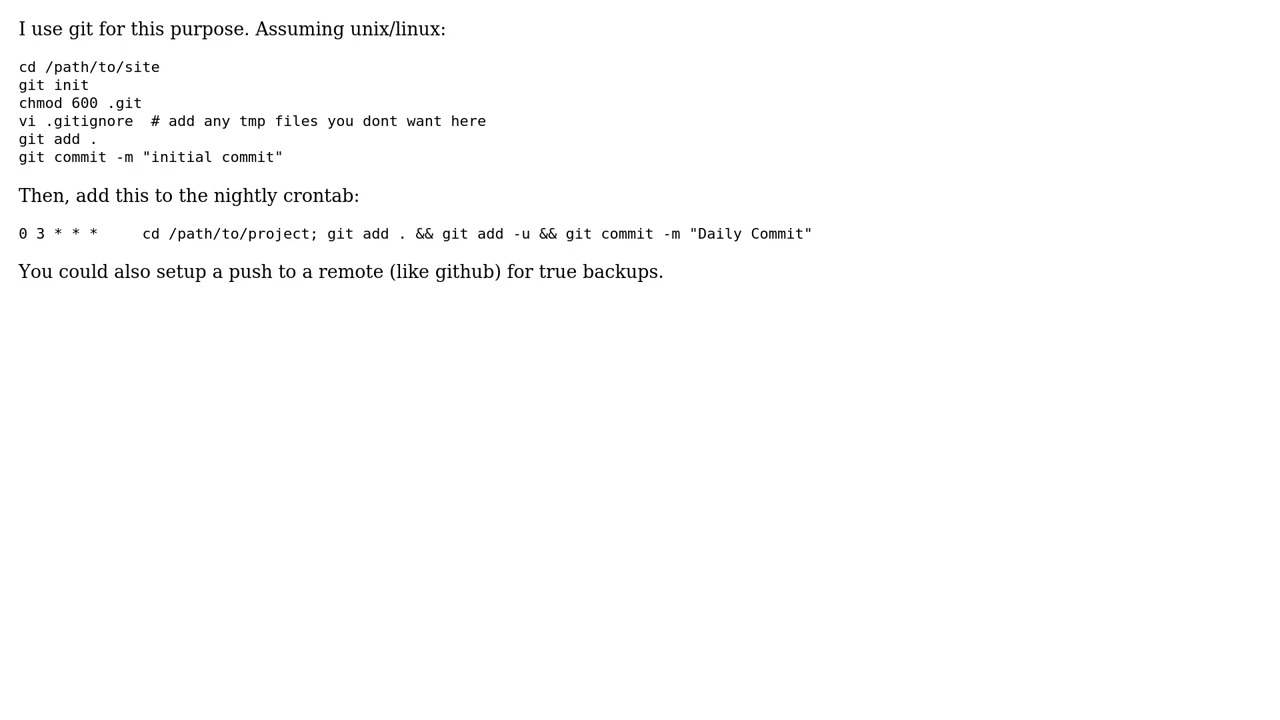 I use git for this purpose. Assuming unix/linux:
cd /path/to/site
git init
chmod 600 .git
vi .gitignore  # add any tmp files you dont want here
git add .
git commit -m "initial commit"
Then, add this to the nightly crontab:
0 3 * * *     cd /path/to/project; git add . && git add -u && git commit -m "Daily Commit"
You could also setup a push to a remote (like github) for true backups.